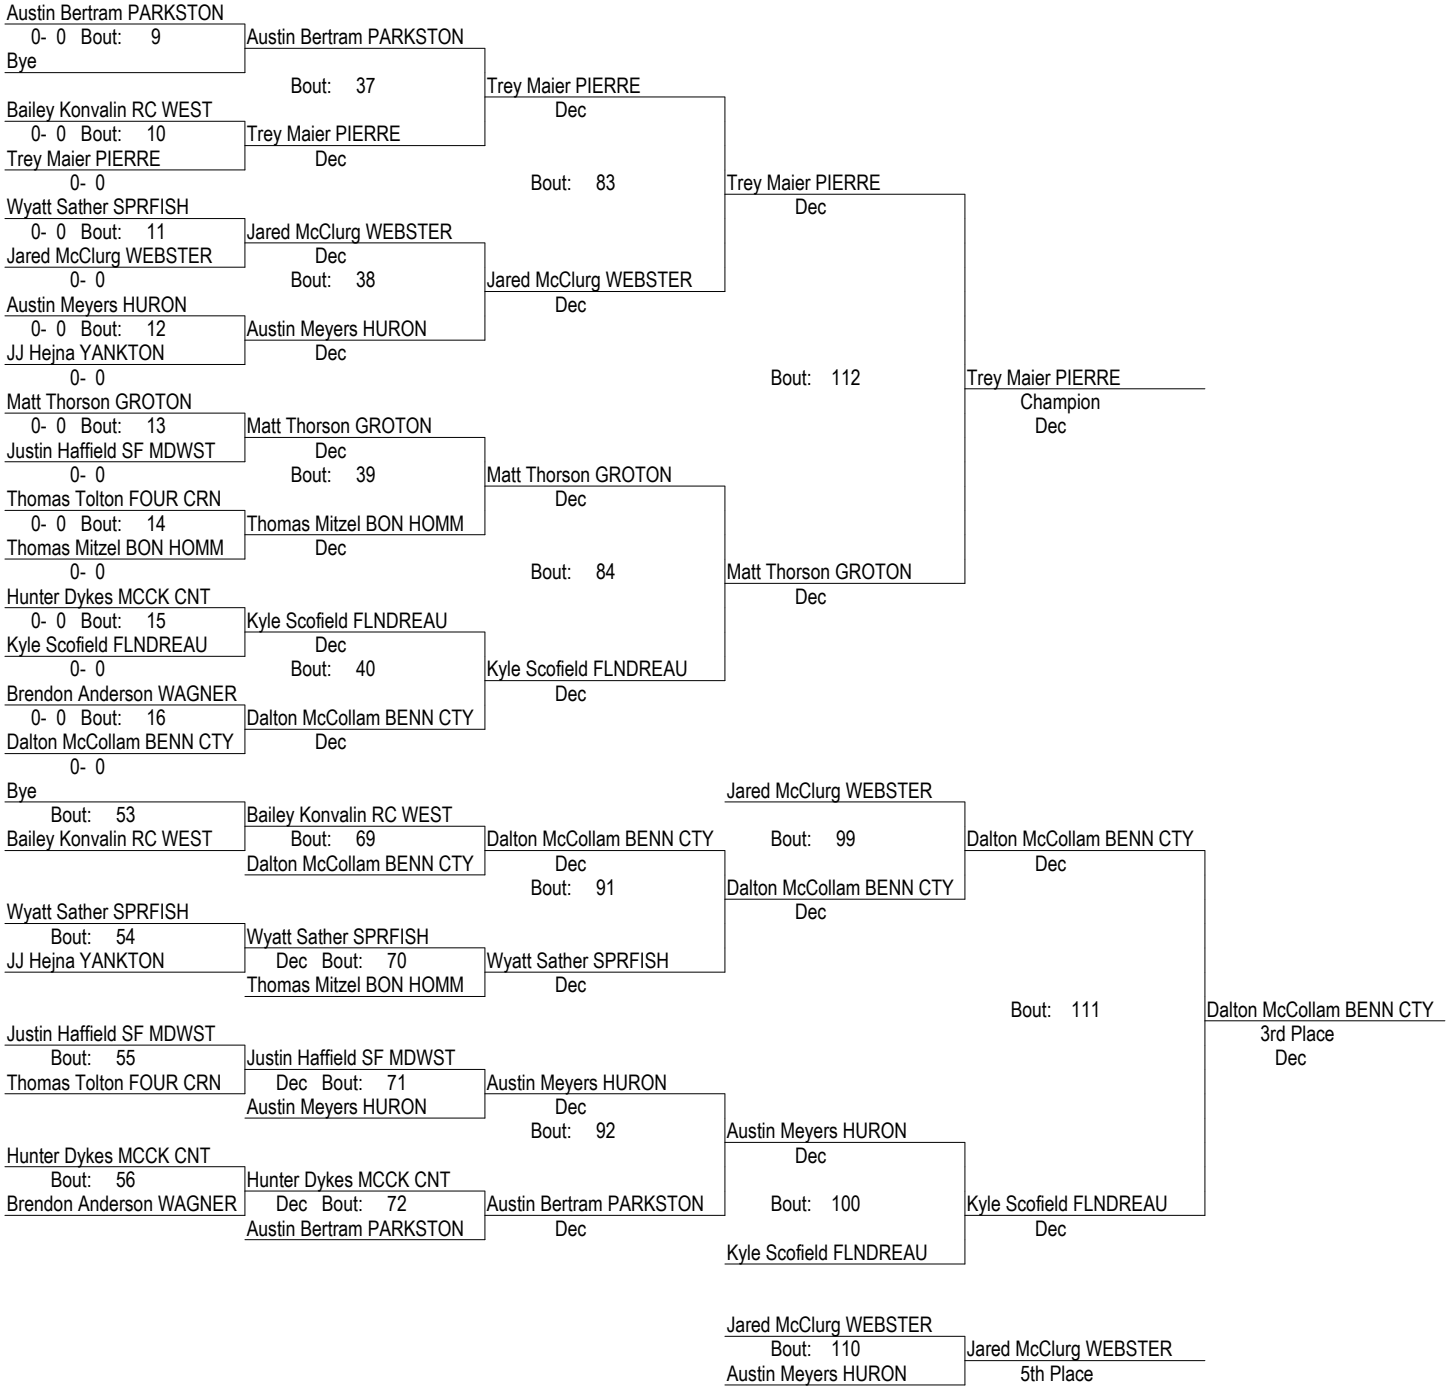 Austin Bertram PARKSTON
0- 0 Bout: 9 Austin Bertram PARKSTON
Bye
Bout: 37 Trey Maier PIERRE
Bailey Konvalin RC WEST Dec
0- 0 Bout: 10 Trey Maier PIERRE
Trey Maier PIERRE Dec
0- 0 Bout: 83 Trey Maier PIERRE
Wyatt Sather SPRFISH Dec
0- 0 Bout: 11 Jared McClurg WEBSTER
Jared McClurg WEBSTER Dec
0- 0 Bout: 38 Jared McClurg WEBSTER
Austin Meyers HURON Dec
0- 0 Bout: 12 Austin Meyers HURON
JJ Hejna YANKTON Dec
0- 0 Bout: 112 Trey Maier PIERRE
Matt Thorson GROTON Champion
0- 0 Bout: 13 Matt Thorson GROTON Dec
Justin Haffield SF MDWST Dec
0- 0 Bout: 39 Matt Thorson GROTON
Thomas Tolton FOUR CRN Dec
0- 0 Bout: 14 Thomas Mitzel BON HOMM
Thomas Mitzel BON HOMM Dec
0- 0 Bout: 84 Matt Thorson GROTON
Hunter Dykes MCCK CNT Dec
0- 0 Bout: 15 Kyle Scofield FLNDREAU
Kyle Scofield FLNDREAU Dec
0- 0 Bout: 40 Kyle Scofield FLNDREAU
Brendon Anderson WAGNER Dec
0- 0 Bout: 16 Dalton McCollam BENN CTY
Dalton McCollam BENN CTY Dec
0- 0
Bye Jared McClurg WEBSTER
Bout: 53 Bailey Konvalin RC WEST
Bailey Konvalin RC WEST Bout: 69 Dalton McCollam BENN CTY Bout: 99 Dalton McCollam BENN CTY
Dalton McCollam BENN CTY Dec Dec
Bout: 91 Dalton McCollam BENN CTY
Wyatt Sather SPRFISH Dec
Bout: 54 Wyatt Sather SPRFISH
JJ Hejna YANKTON Dec Bout: 70 Wyatt Sather SPRFISH
Thomas Mitzel BON HOMM Dec
Bout: 111 Dalton McCollam BENN CTY
Justin Haffield SF MDWST 3rd Place
Bout: 55 Justin Haffield SF MDWST Dec
Thomas Tolton FOUR CRN Dec Bout: 71 Austin Meyers HURON
Austin Meyers HURON Dec
Bout: 92 Austin Meyers HURON
Hunter Dykes MCCK CNT Dec
Bout: 56 Hunter Dykes MCCK CNT
Brendon Anderson WAGNER Dec Bout: 72 Austin Bertram PARKSTON Bout: 100 Kyle Scofield FLNDREAU
Austin Bertram PARKSTON Dec Dec
Kyle Scofield FLNDREAU
Jared McClurg WEBSTER
Bout: 110 Jared McClurg WEBSTER
Austin Meyers HURON 5th Place